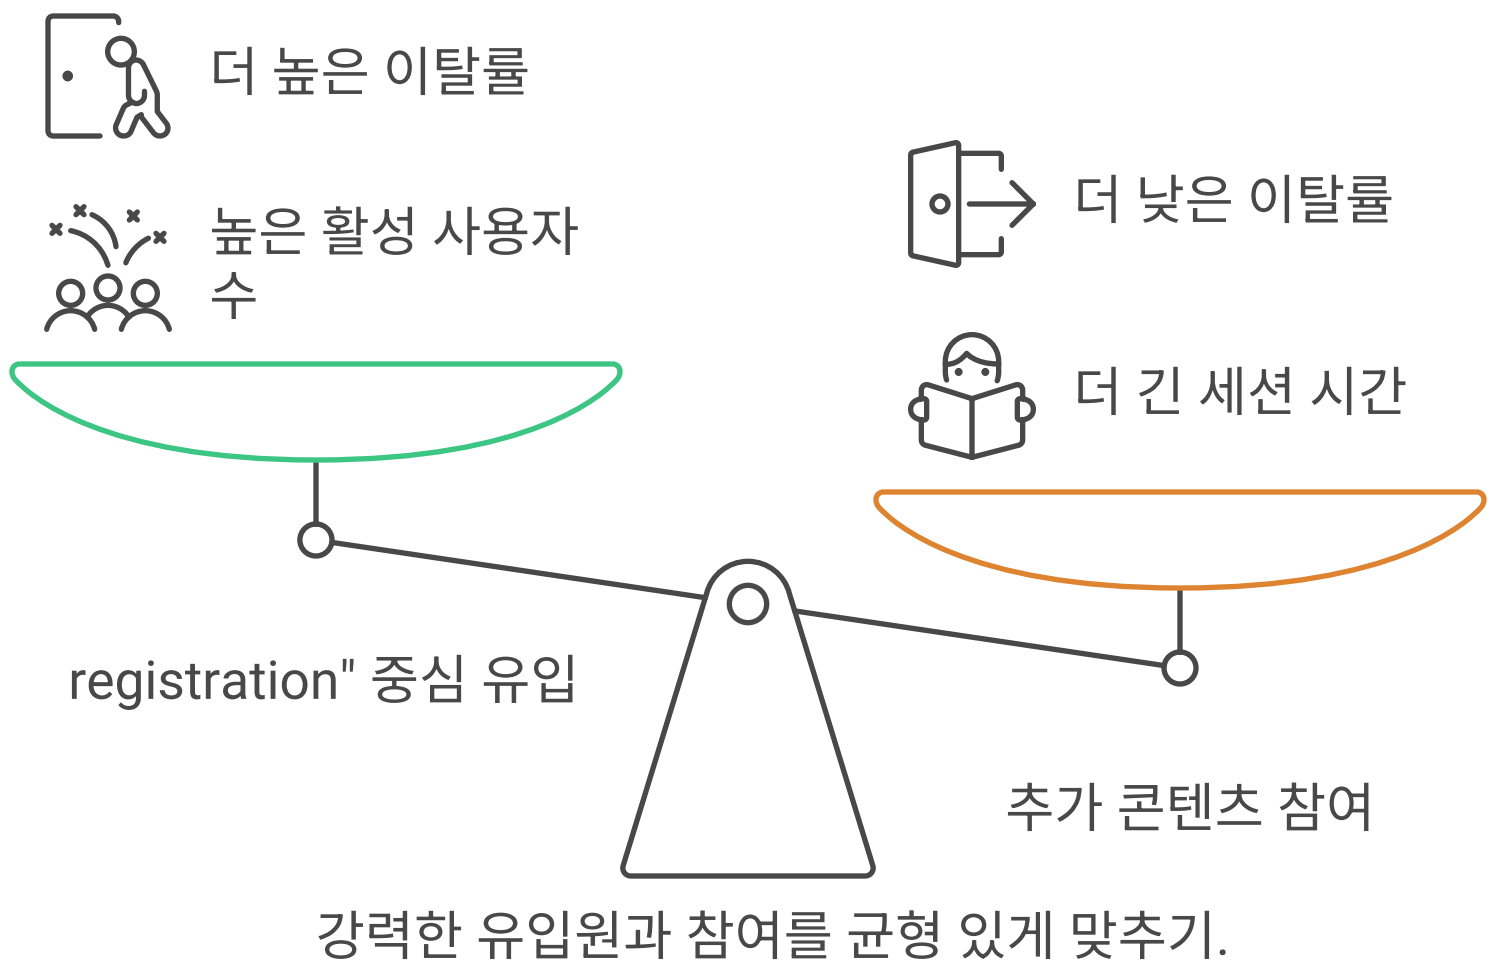 더 높은 이탈률
높은 활성 사용자
수
더 낮은 이탈률
더 긴 세션 시간
registration" 중심 유입
추가 콘텐츠 참여
강력한 유입원과 참여를 균형 있게 맞추기.